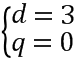 d = 3
q = 0